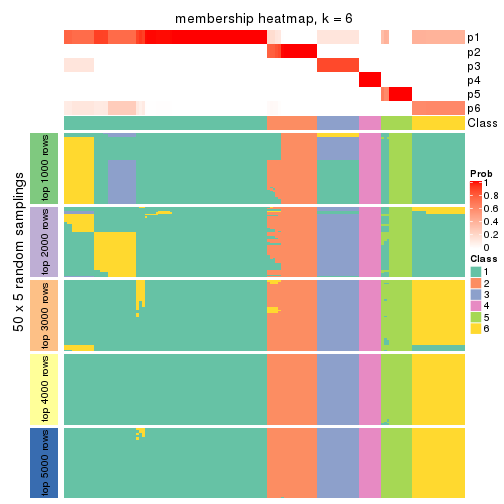 membership heatmap, k = 6
p1
p2
p3
p4
p5
p6
Class
50 x 5 random samplings
top 1000 rows
top 2000 rows
top 3000 rows
top 4000 rows
top 5000 rows
Prob
1
0.8
0.6
0.4
0.2
0
Class
1
2
3
4
5
6